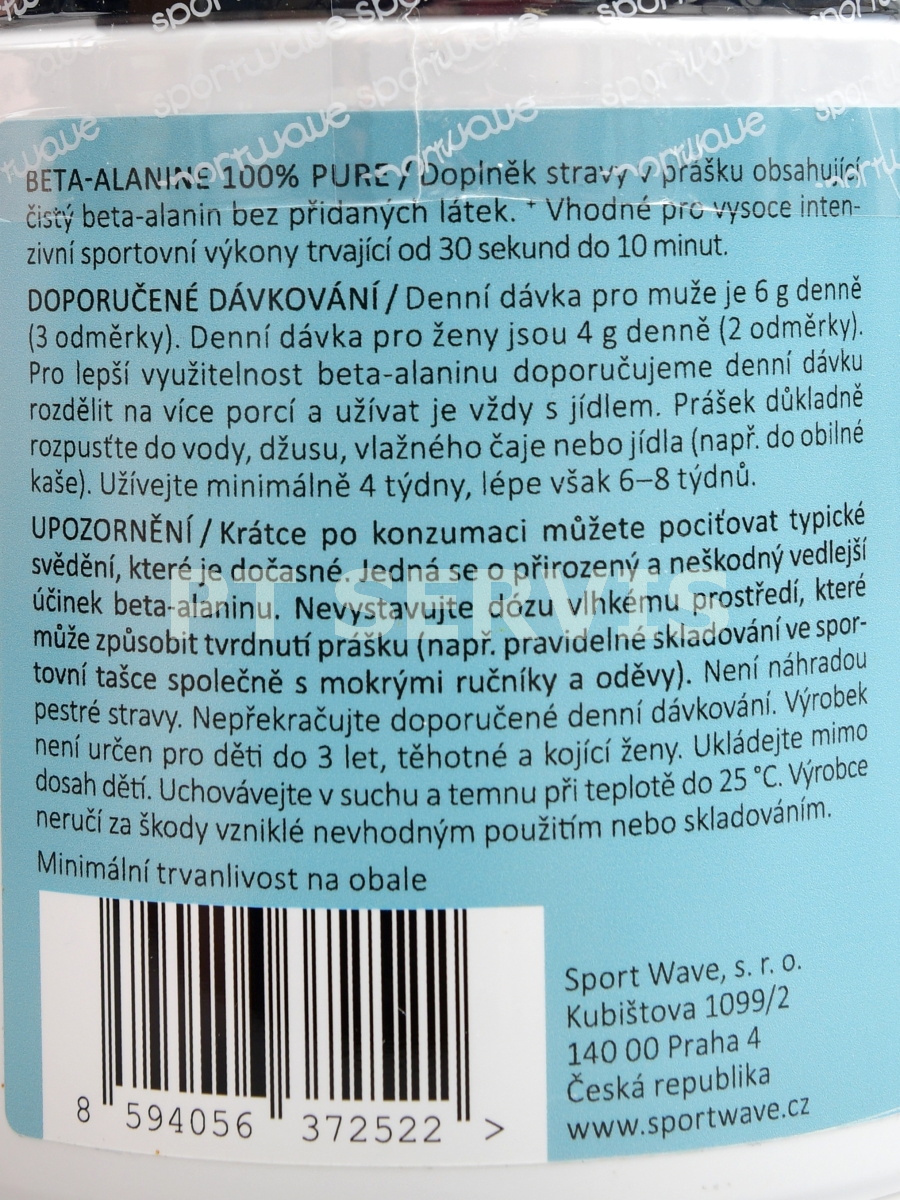 sportwave sportwave sportwave sportwave
sportwave sportwave sportwave
BETA-ALANINE 100% PURE / Doplněk stravy v prášku obsahující
čistý beta-alanin bez přidaných látek. + Vhodné pro vysoce inten-
zivní sportovní výkony trvající od 30 sekund do 10 minut.
DOPORUČENÉ DÁVKOVÁNÍ / Denní dávka pro muže je 6 g denně
(3 odměrky). Denní dávka pro ženy jsou 4 g denně (2 odměrky).
Pro lepší využitelnost beta-alaninu doporučujeme denní dávku
rozdělit na více porcí a užívat je vždy s jídlem. Prášek důkladně
rozpusťte do vody, džusu, vlažného čaje nebo jídla (např. do obilné
kaše). Užívejte minimálně 4 týdny, lépe však 6–8 týdnů.
UPOZORNĚNÍ / Krátce po konzumaci můžete pociťovat typické
svědění, které je dočasné. Jedná se o přirozený a neškodný vedlejší
účinek beta-alaninu. Nevystavujte dózu vlhkému prostředí, které
může způsobit tvrdnutí prášku (např. pravidelné skladování ve spor-
tovní tašce společně s mokrými ručníky a oděvy). Není náhradou
pestré stravy. Nepřekračujte doporučené denní dávkování. Výrobek
není určen pro děti do 3 let, těhotné a kojící ženy. Ukládejte mimo
dosah dětí. Uchovávejte v suchu a temnu při teplotě do 25 °C. Výrobce
neručí za škody vzniklé nevhodným použitím nebo skladováním.
PT SERVIS
Minimální trvanlivost na obale
8 594056 372522 >
Sport Wave, s. r. o.
Kubištova 1099/2
140 00 Praha 4
Česká republika
www.sportwave.cz